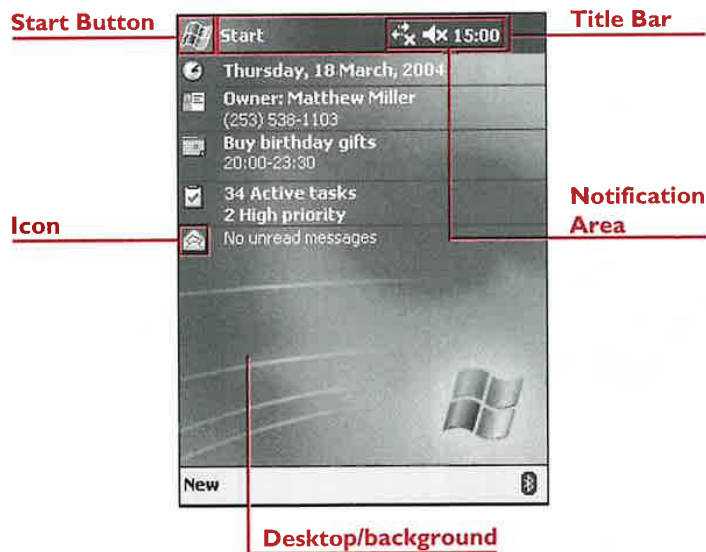 Start Button
Start
15:00
Title Bar
Thursday, 18 March, 2004
Owner: Matthew Miller
(253) 538-1103
Buy birthday gifts
20:00-23:30
34 Active tasks
2 High priority
Notification
Area
Icon
No unread messages
New
Desktop/background